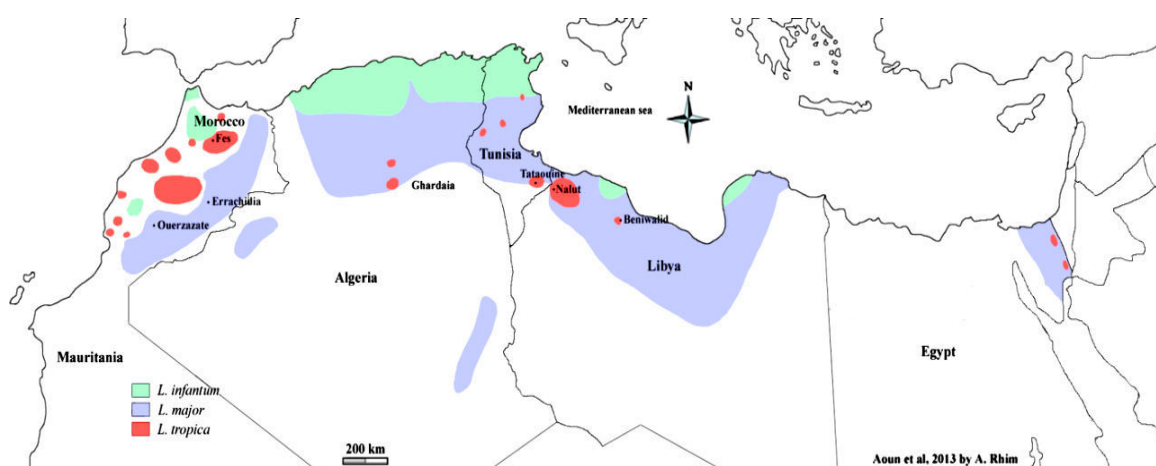 N
Mediterranean sea
Morocco
Fes
Tunisia
Tataouine
Ghardaia
Nalut
Errachidia
Beniwalid
Ouerzazate
Libya
Algeria
Mauritania
Egypt
L. infantum
L. major
L. tropica
200 km
Aoun et al, 2013 by A. Rhim